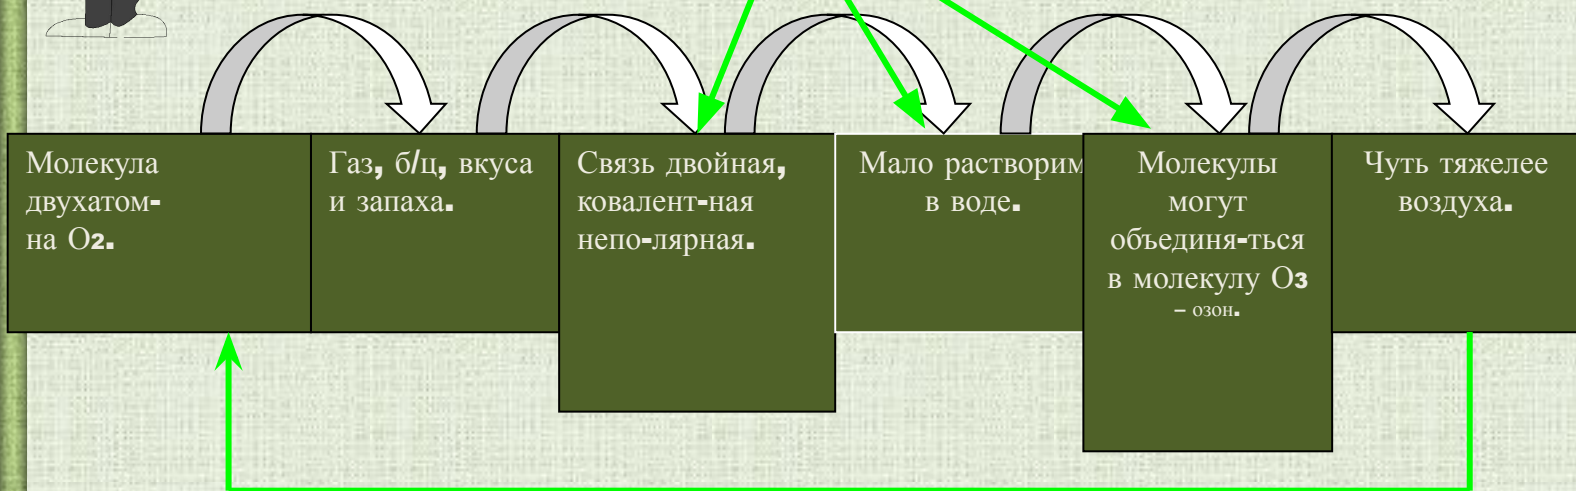 Молекула
двухатом-
на О2.
Газ, б/ц, вкуса
и запаха.
Связь двойная,
ковалент-ная
непо-лярная.
Мало растворим
в воде.
Молекулы
могут
объединя-ться
в молекулу О3
– озон.
Чуть тяжелее
воздуха.